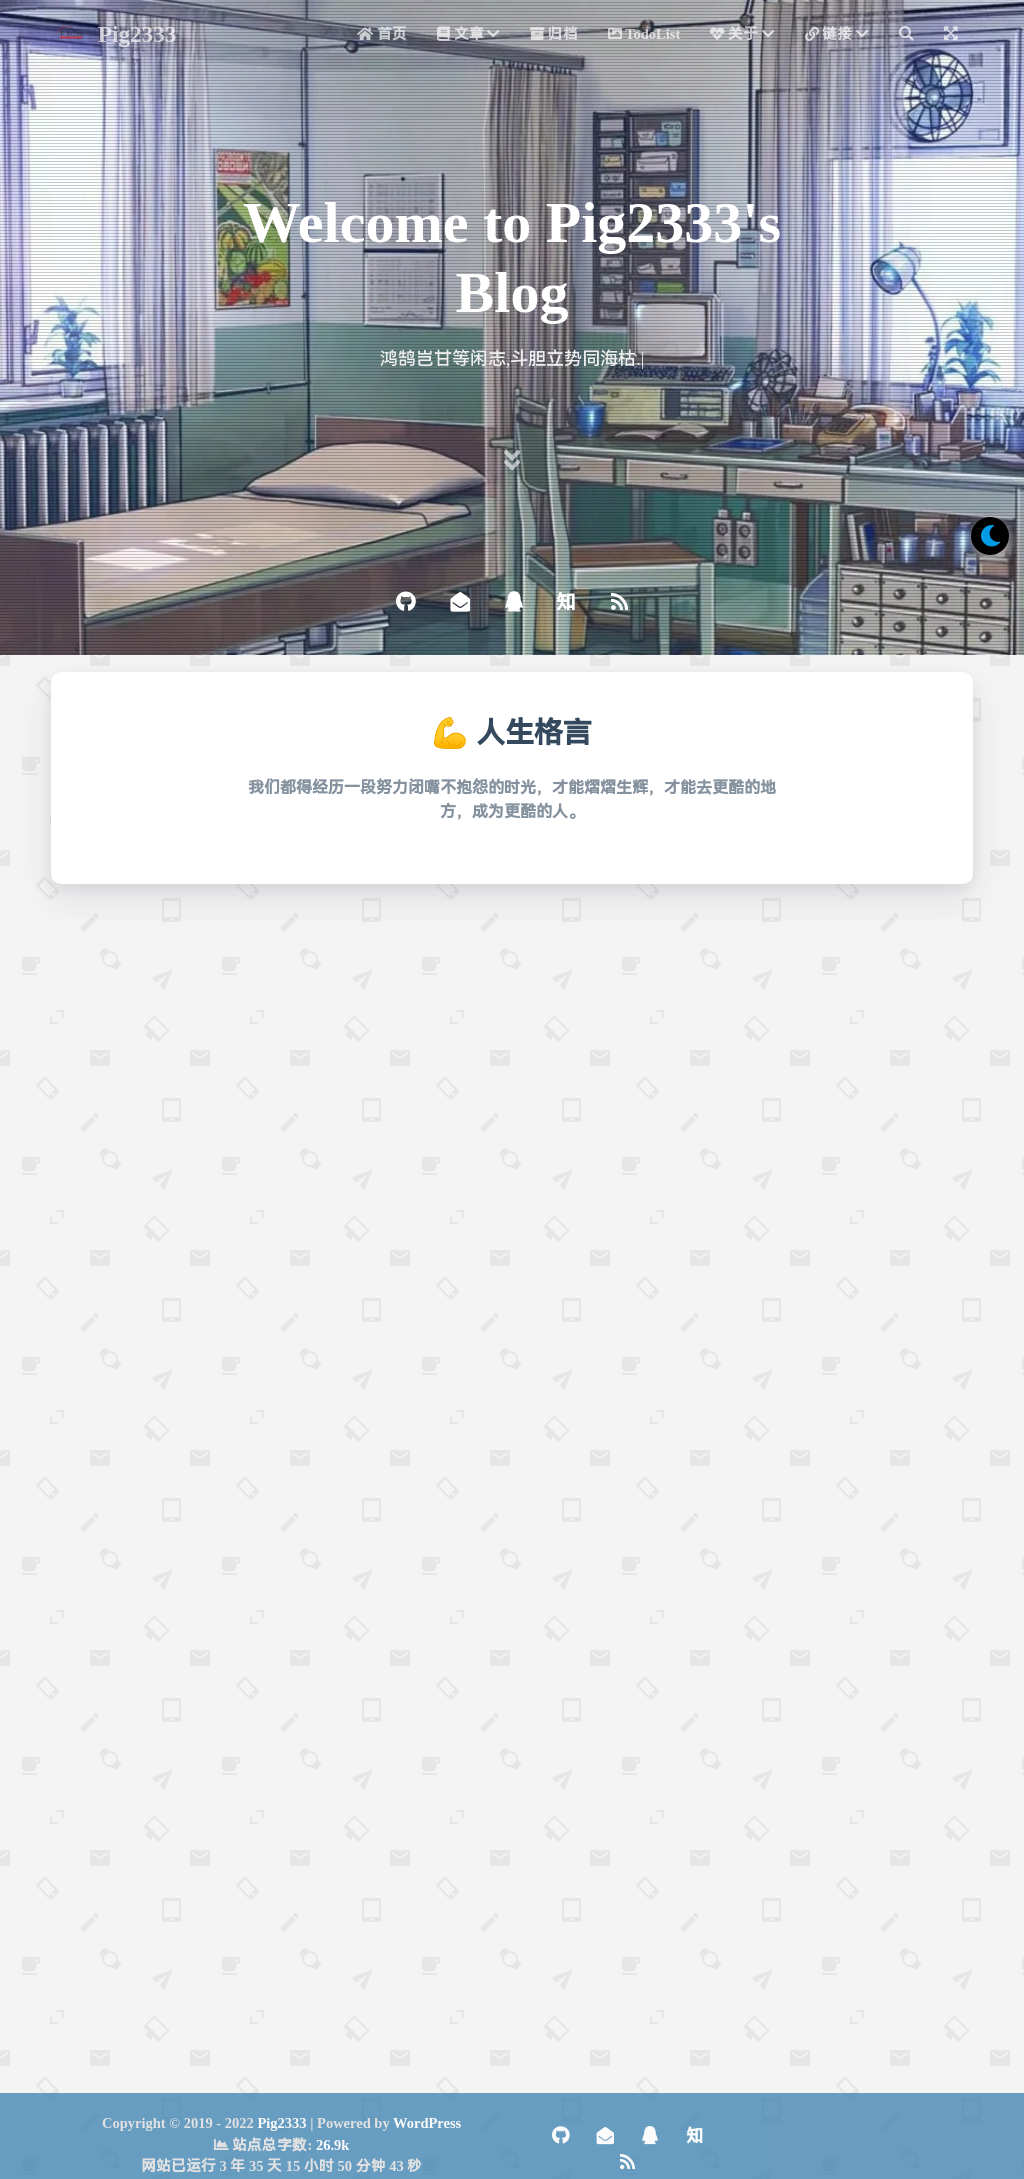 Pig2333 首页 文章 归档 TodoList 关于 链接
Welcome to Pig2333's
Blog
鸿鹄岂甘等闲志,斗胆立势同海枯.|
知
💪 人生格言
我们都得经历一段努力闭嘴不抱怨的时光，才能熠熠生辉，才能去更酷的地
方，成为更酷的人。
Copyright © 2019 - 2022 Pig2333 | Powered by WordPress
站点总字数: 26.9k
网站已运行 3 年 35 天 15 小时 50 分钟 43 秒
知